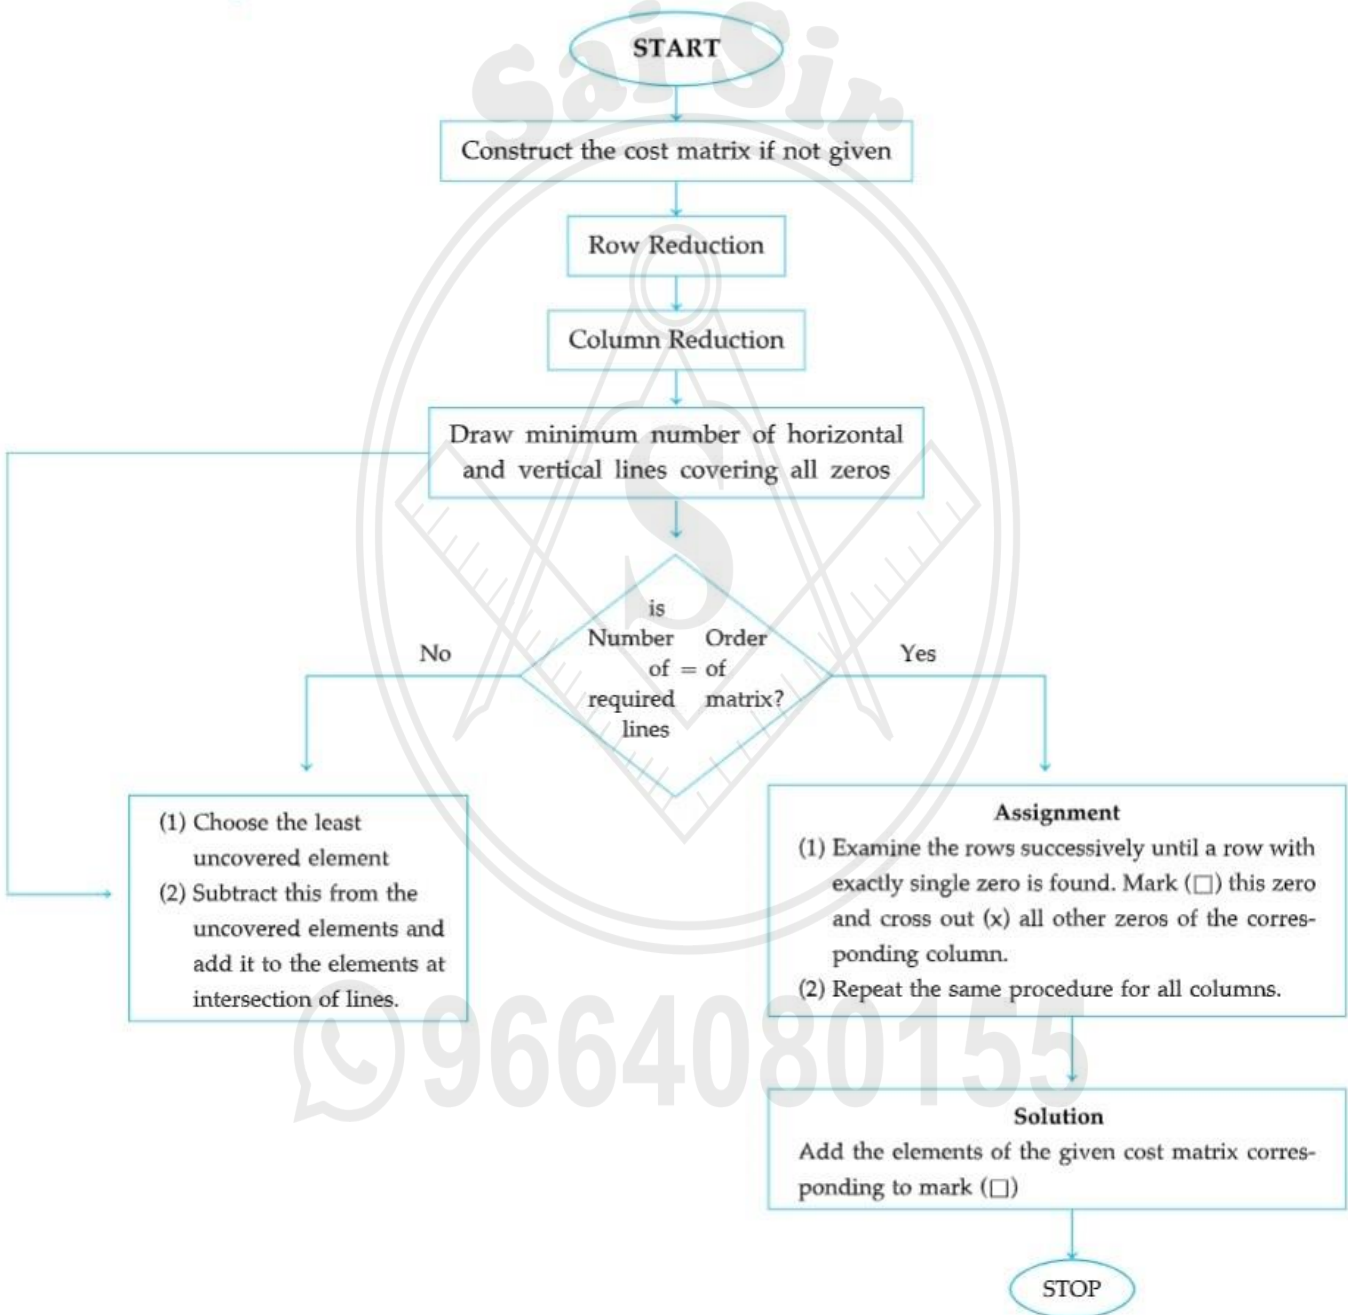 Sai Sir
START
Construct the cost matrix if not given
Row Reduction
Column Reduction
Draw minimum number of horizontal
and vertical lines covering all zeros
S
is
Number Order
of = of
required matrix?
lines
No
Yes
(1) Choose the least
uncovered element
(2) Subtract this from the
uncovered elements and
add it to the elements at
intersection of lines.
Assignment
(1) Examine the rows successively until a row with
exactly single zero is found. Mark (□) this zero
and cross out (x) all other zeros of the corres-
ponding column.
(2) Repeat the same procedure for all columns.
9664080155
Solution
Add the elements of the given cost matrix corres-
ponding to mark (□)
STOP